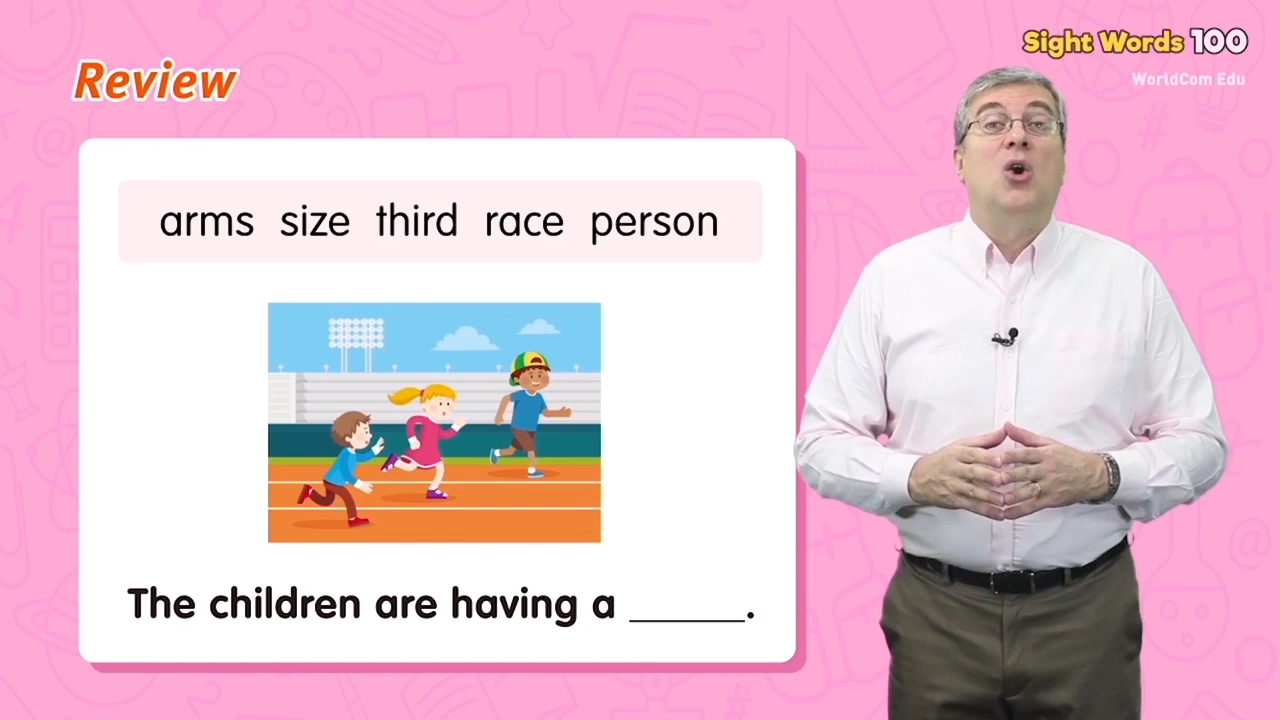 Sight Words 100
WorldCom Edu
Review
arms size third race person
The children are having a ______.